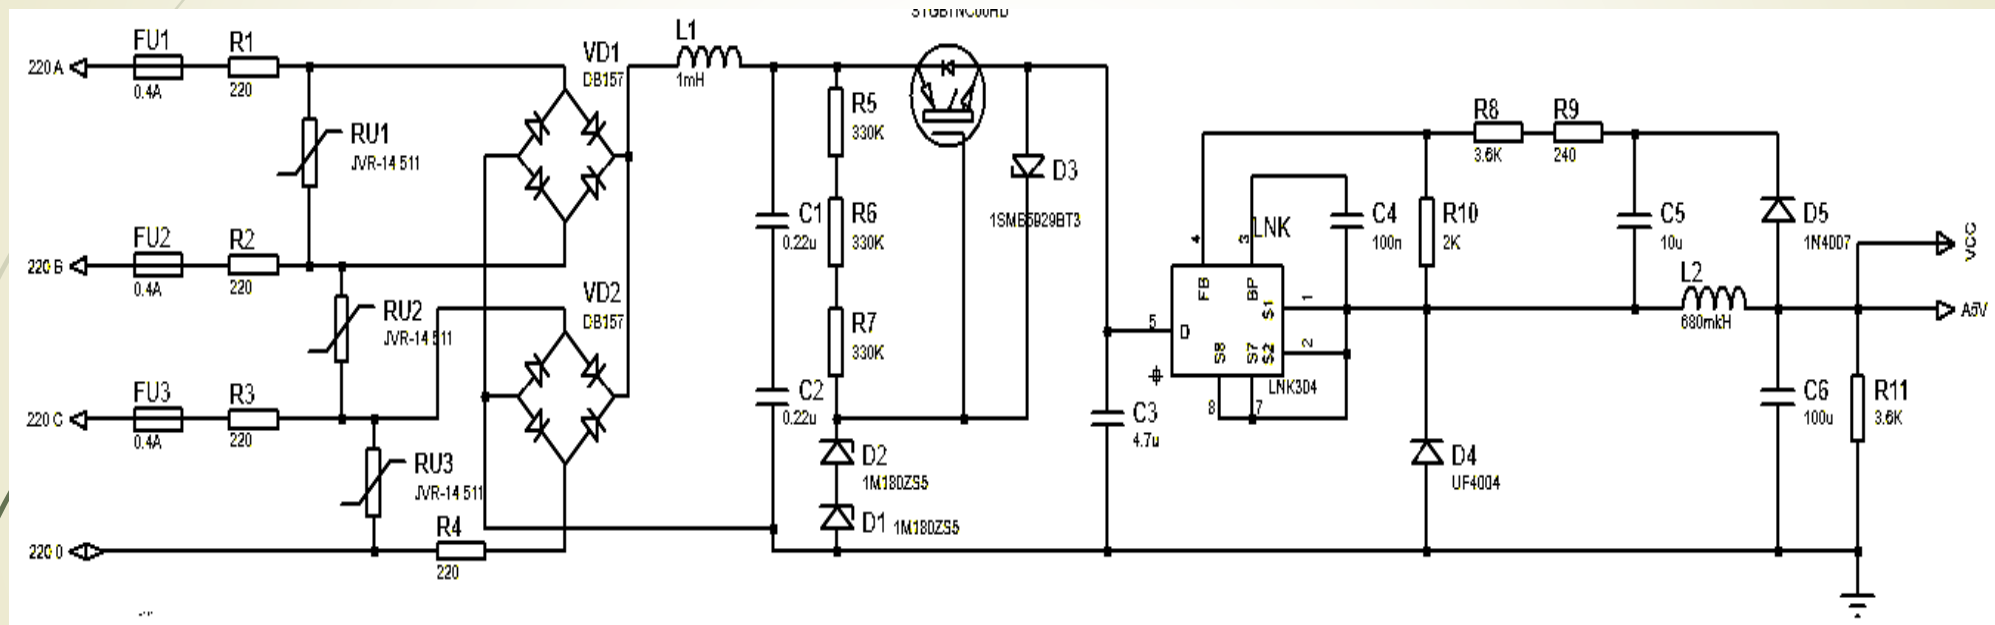 FU1
R1
220 A
0.4A
220
RU1
JVR-14 511
FU2
R2
220 B
0.4A
220
RU2
JVR-14 511
FU3
R3
220 C
0.4A
220
RU3
JVR-14 511
R4
220 0
220
VD1
DB157
VD2
DB157
L1
1mH
C1
0.22u
C2
0.22u
R5
330K
R6
330K
R7
330K
D2
1M180ZS5
D1 1M180ZS5
D3
1SMB5929BT3
C3
4.7u
4
3
LNK
FB
BP
S1
1
5
D
S8
S7
S2
2
LNK304
8
7
C4
100n
R8
3.6K
R9
240
R10
2K
C5
10u
D5
1N4007
L2
680mkH
D4
UF4004
C6
100u
R11
3.6K
VCC
A5V